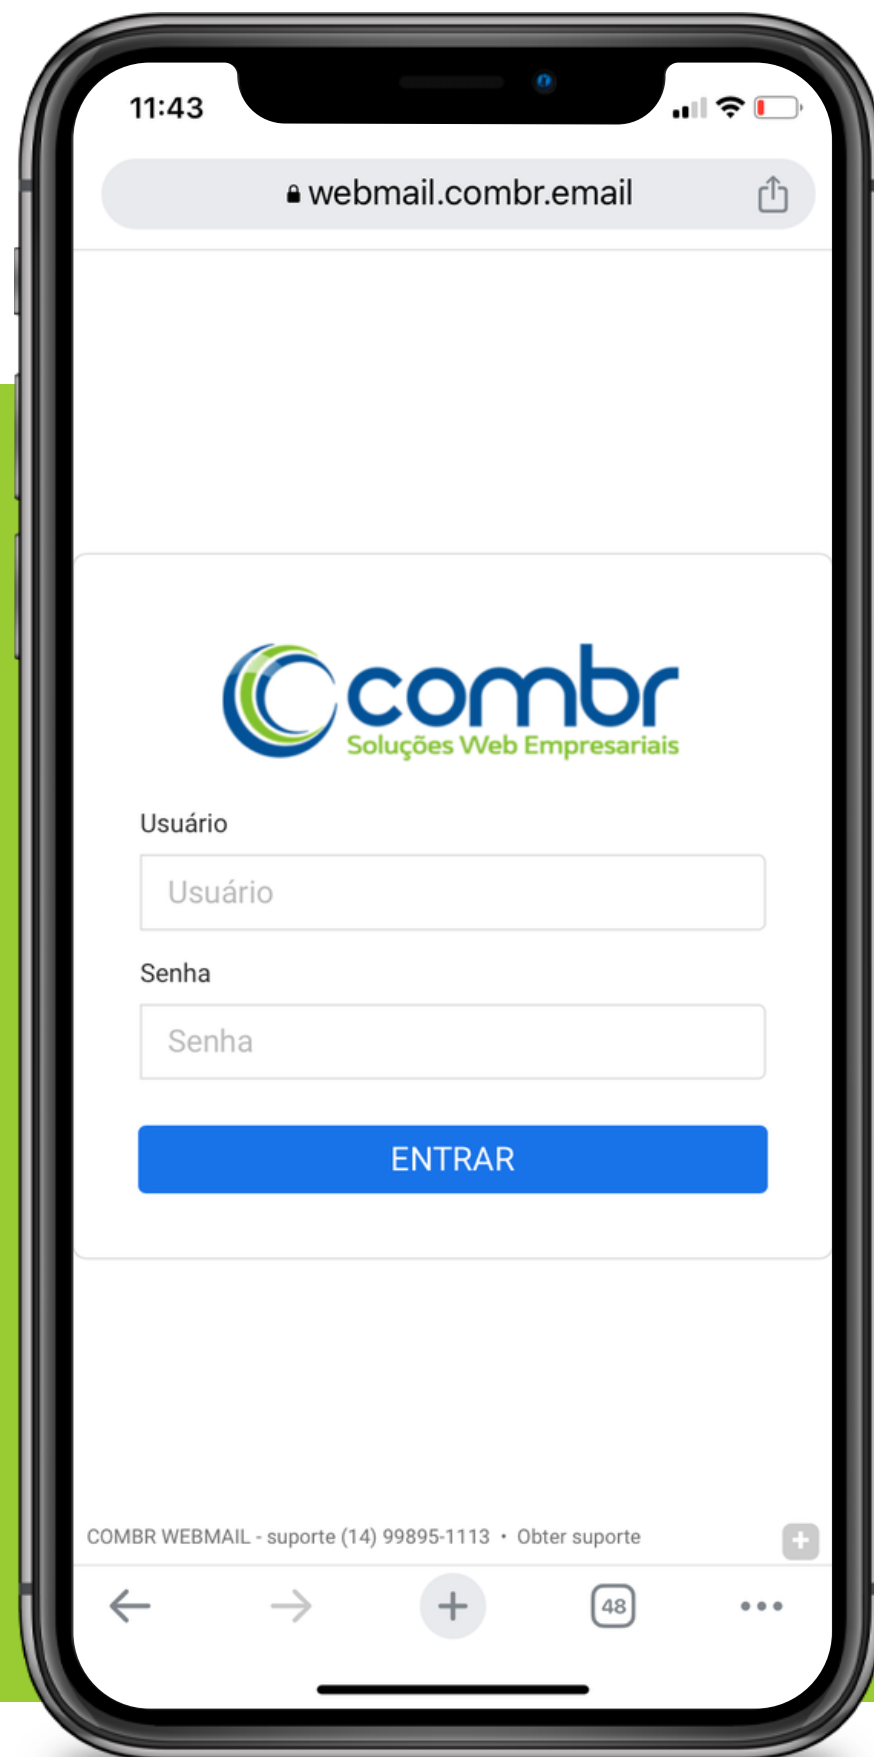 11:43
webmail.combr.email
combr
Soluções Web Empresariais
Usuário
Usuário
Senha
Senha
ENTRAR
COMBR WEBMAIL - suporte (14) 99895-1113 • Obter suporte
48